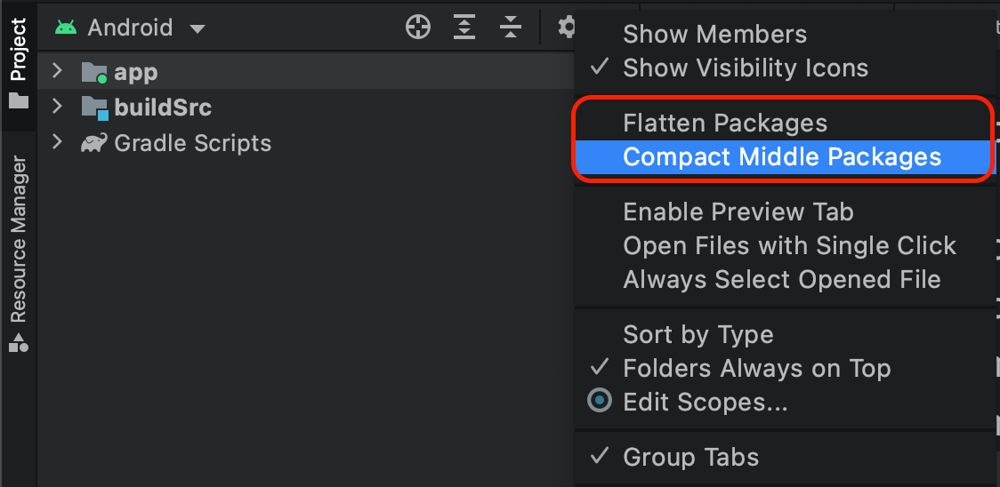 Project
Resource Manager
Android
app
buildSrc
Gradle Scripts
Show Members
Show Visibility Icons
Flatten Packages
Compact Middle Packages
Enable Preview Tab
Open Files with Single Click
Always Select Opened File
Sort by Type
Folders Always on Top
Edit Scopes...
Group Tabs